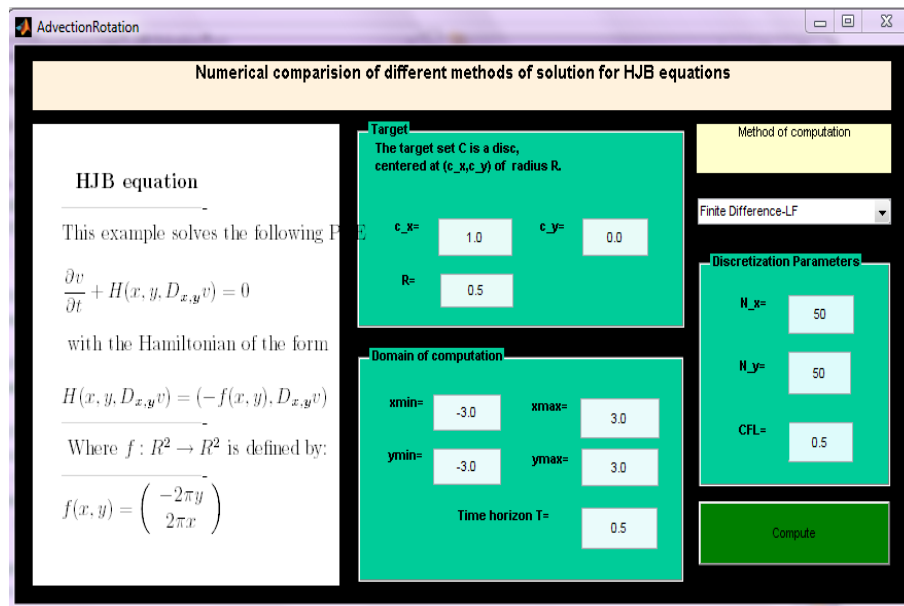 AdvectionRotation
Numerical comparision of different methods of solution for HJB equations
HJB equation
This example solves the following P E
∂v/∂t + H(x, y, D_{x,y}v) = 0
with the Hamiltonian of the form
H(x, y, D_{x,y}v) = (−f(x, y), D_{x,y}v)
Where f : R² → R² is defined by:
f(x, y) = ( −2πy
2πx )
Target
The target set C is a disc,
centered at (c_x,c_y) of radius R.
c_x= 1.0 c_y= 0.0
R= 0.5
Domain of computation
xmin= -3.0 xmax= 3.0
ymin= -3.0 ymax= 3.0
Time horizon T= 0.5
Method of computation
Finite Difference-LF
Discretization Parameters
N_x= 50
N_y= 50
CFL= 0.5
Compute